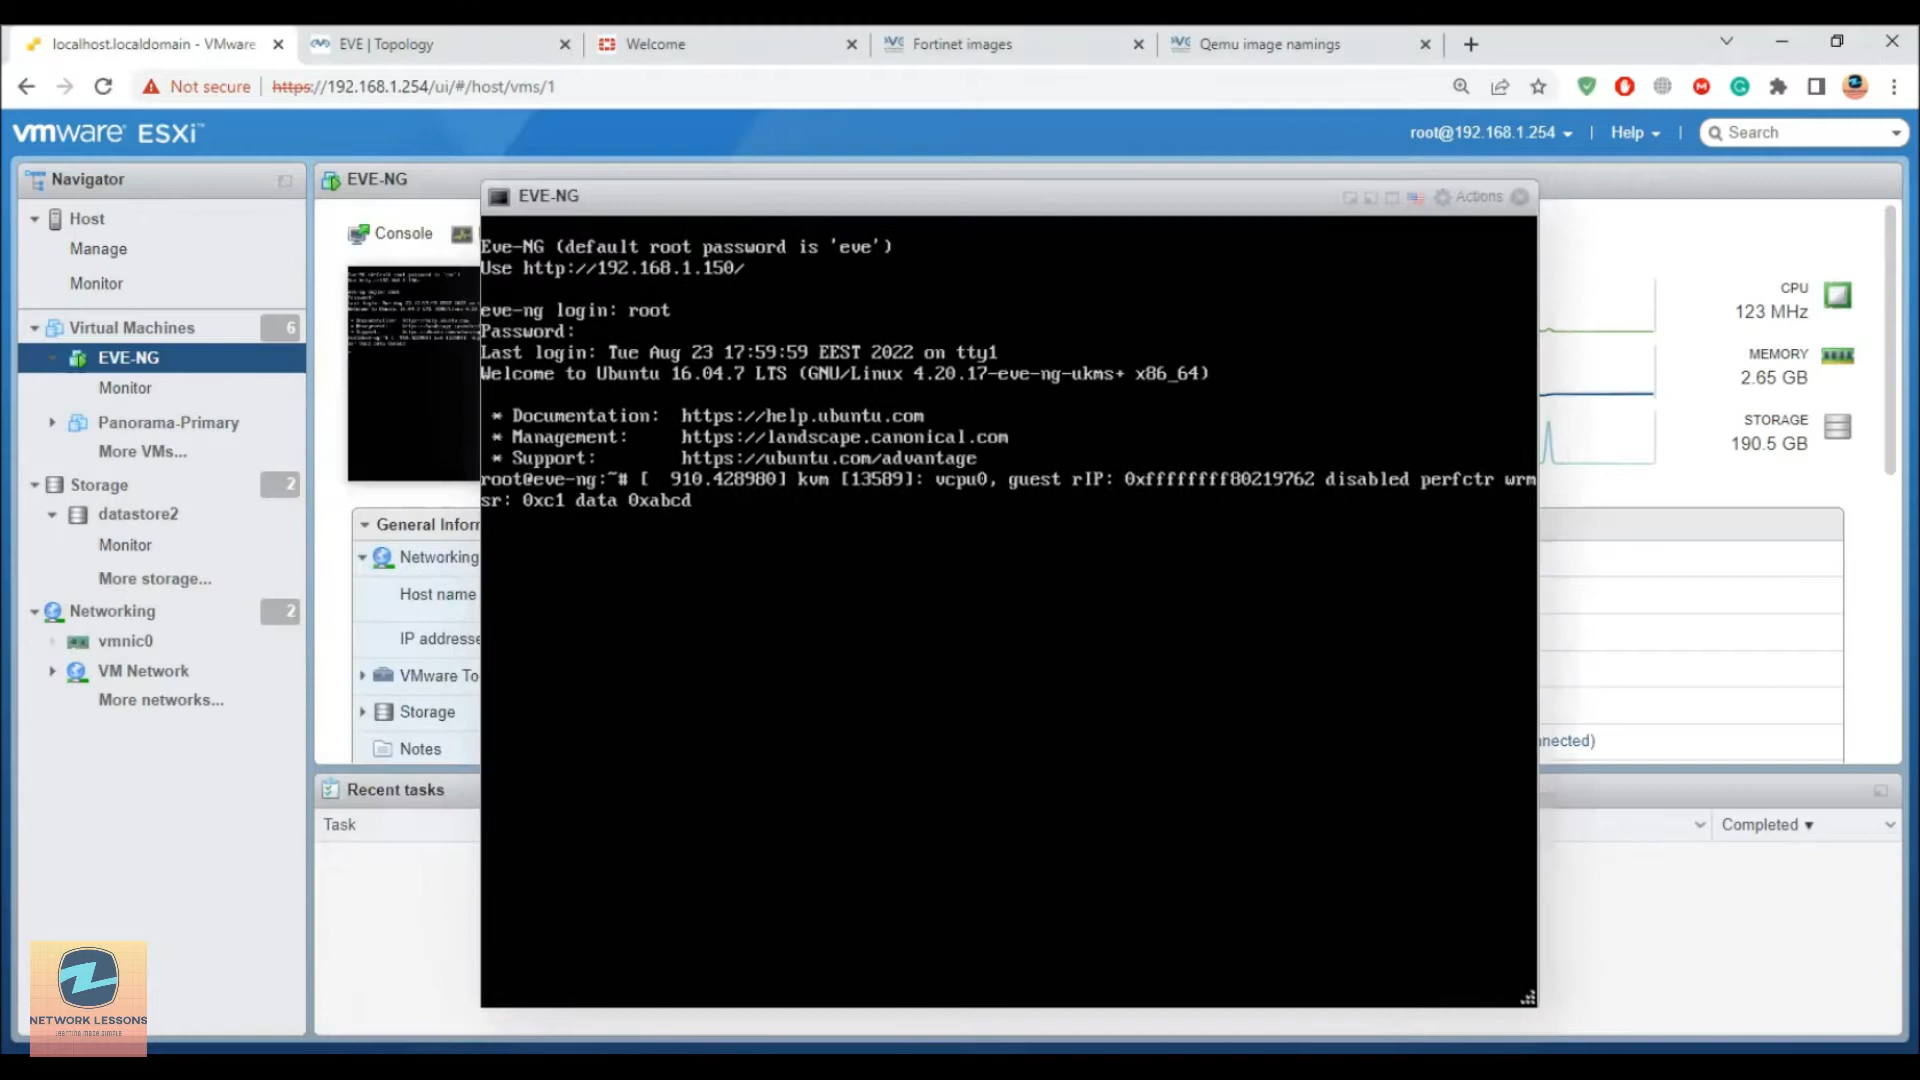 localhost.localdomain - VMware
EVE | Topology
Welcome
Fortinet images
Qemu image namings
Not secure
https://192.168.1.254/ui/#/host/vms/1
vmware ESXi™
root@192.168.1.254
Help
Search
Navigator
Host
Manage
Monitor
Virtual Machines
6
EVE-NG
Monitor
Panorama-Primary
More VMs...
Storage
2
datastore2
Monitor
More storage...
Networking
2
vmnic0
VM Network
More networks...
EVE-NG
Console
General Inforn
Networking
Host name
IP addresse
VMware To
Storage
Notes
EVE-NG
Actions
Eve-NG (default root password is 'eve')
Use http://192.168.1.150/
eve-ng login: root
Password:
Last login: Tue Aug 23 17:59:59 EEST 2022 on tty1
Welcome to Ubuntu 16.04.7 LTS (GNU/Linux 4.20.17-eve-ng-ukms+ x86_64)
* Documentation:  https://help.ubuntu.com
* Management:     https://landscape.canonical.com
* Support:        https://ubuntu.com/advantage
root@eve-ng:~# [  910.428980] kvm [13589]: vcpu0, guest rIP: 0xffffffff80219762 disabled perfctr wrm
sr: 0xc1 data 0xabcd
CPU
123 MHz
MEMORY
2.65 GB
STORAGE
190.5 GB
nnected)
Recent tasks
Task
Completed
NETWORK LESSONS
LEARNING MADE SIMPLE